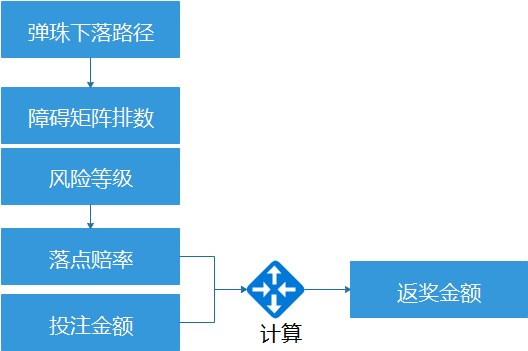 弹珠下落路径
障碍矩阵排数
风险等级
落点赔率
投注金额
计算
返奖金额